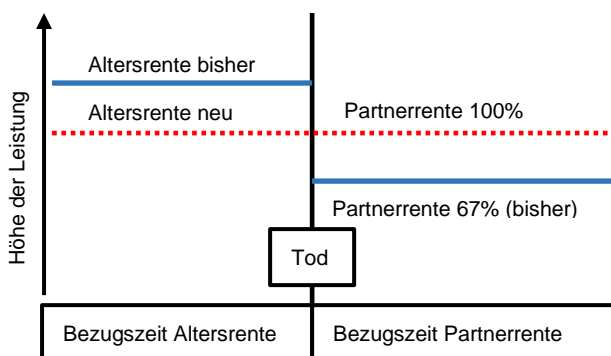 Höhe der Leistung
Altersrente bisher
Altersrente neu
Partnerrente 100%
Partnerrente 67% (bisher)
Tod
Bezugszeit Altersrente
Bezugszeit Partnerrente